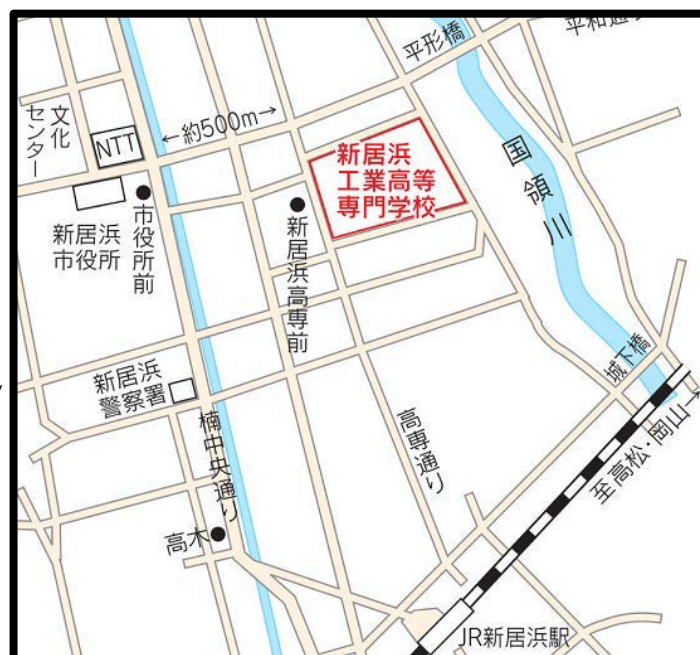 平形橋
平和通り
文化
センター
NTT
←約500m→
新居浜
工業高等
専門学校
国領川
新居浜
市役所
市役所前
新居浜高専前
城下橋
新居浜
警察署
楠中央通り
高専通り
至高松・岡山→
高木
JR新居浜駅